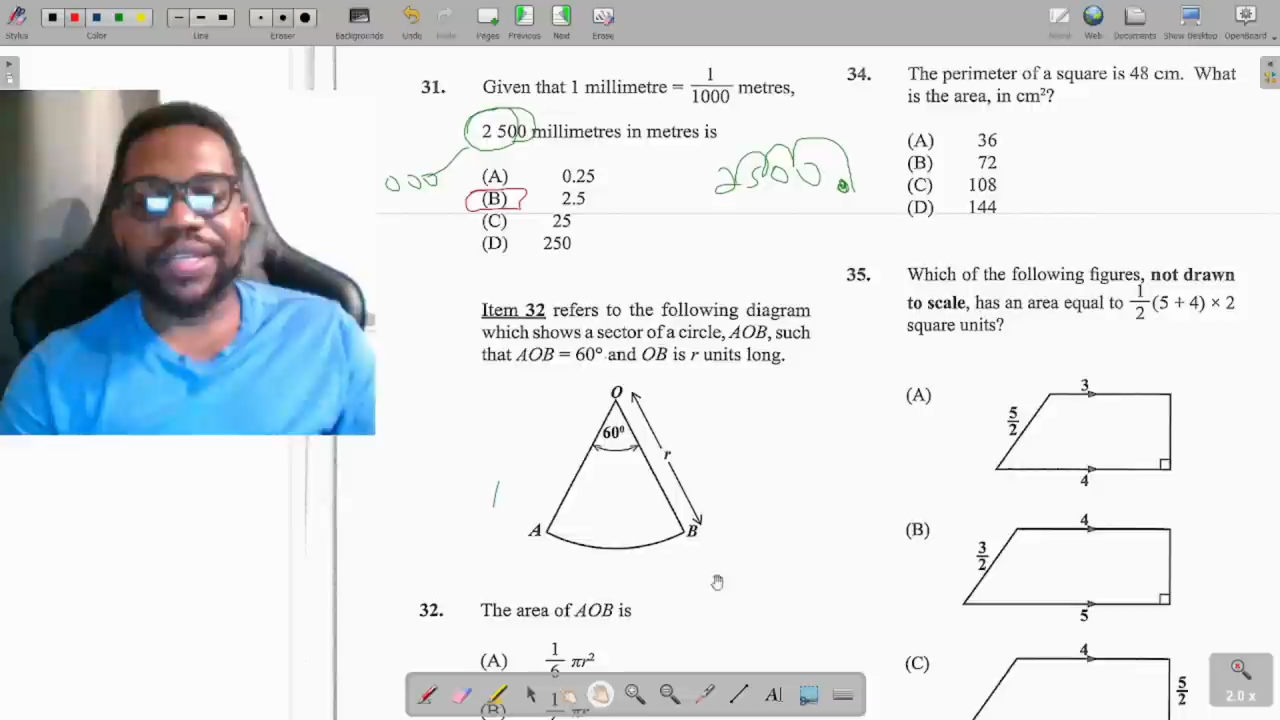 Stylus
Color
Line
Eraser
Backgrounds
Undo
Redo
Pages
Previous
Next
Erase
Board
Web
Documents
Show Desktop
OpenBoard
31. Given that 1 millimetre = 1/1000 metres,
2 500 millimetres in metres is
000
2500.
(A) 0.25
(B) 2.5
(C) 25
(D) 250
Item 32 refers to the following diagram
which shows a sector of a circle, AOB, such
that AOB = 60° and OB is r units long.
O
60⁰
r
A
B
32. The area of AOB is
(A) 1/6 πr²
(B)
34. The perimeter of a square is 48 cm. What
is the area, in cm²?
(A) 36
(B) 72
(C) 108
(D) 144
35. Which of the following figures, not drawn
to scale, has an area equal to 1/2 (5 + 4) × 2
square units?
(A)
3
5/2
4
(B)
4
3/2
5
(C)
4
5/2
2.0 x